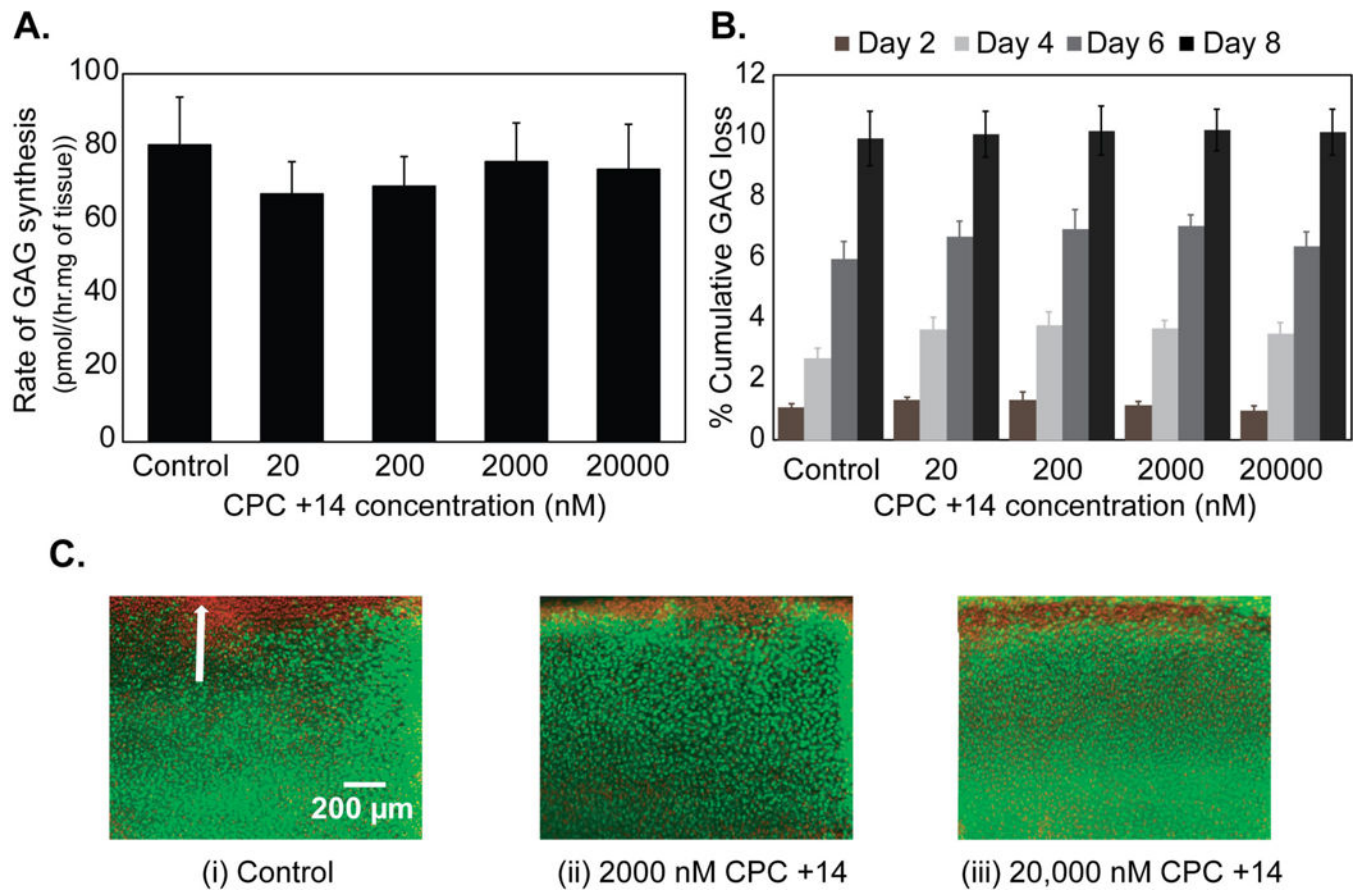 A.
Rate of GAG synthesis
(pmol/(hr.mg of tissue))
100
80
60
40
20
0
Control 20 200 2000 20000
CPC +14 concentration (nM)
B.
Day 2 Day 4 Day 6 Day 8
% Cumulative GAG loss
12
10
8
6
4
2
0
Control 20 200 2000 20000
CPC +14 concentration (nM)
C.
200 µm
(i) Control
(ii) 2000 nM CPC +14
(iii) 20,000 nM CPC +14